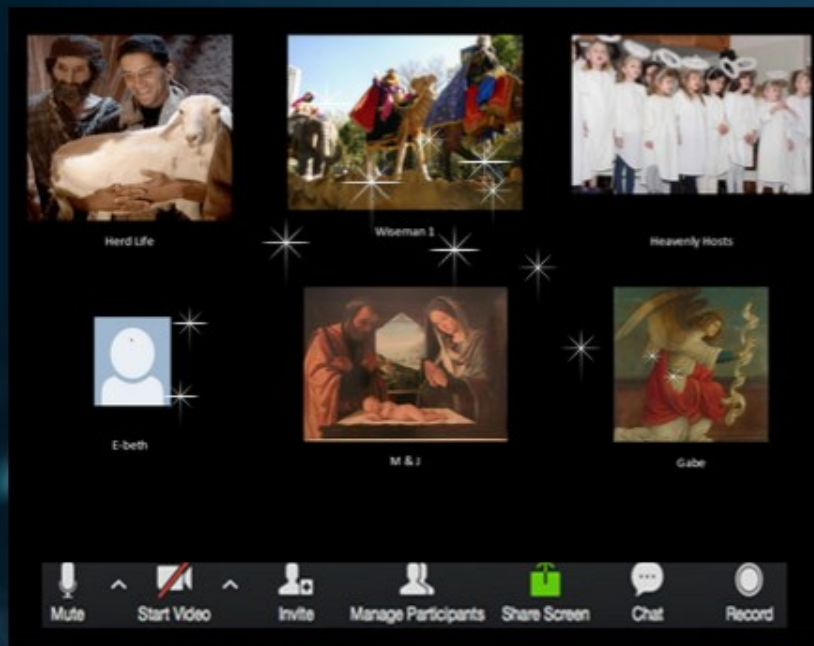 Herd Life
Wiseman 1
Heavenly Hosts
E-beth
M & J
Gabe
Mute
Start Video
Invite
Manage Participants
Share Screen
Chat
Record